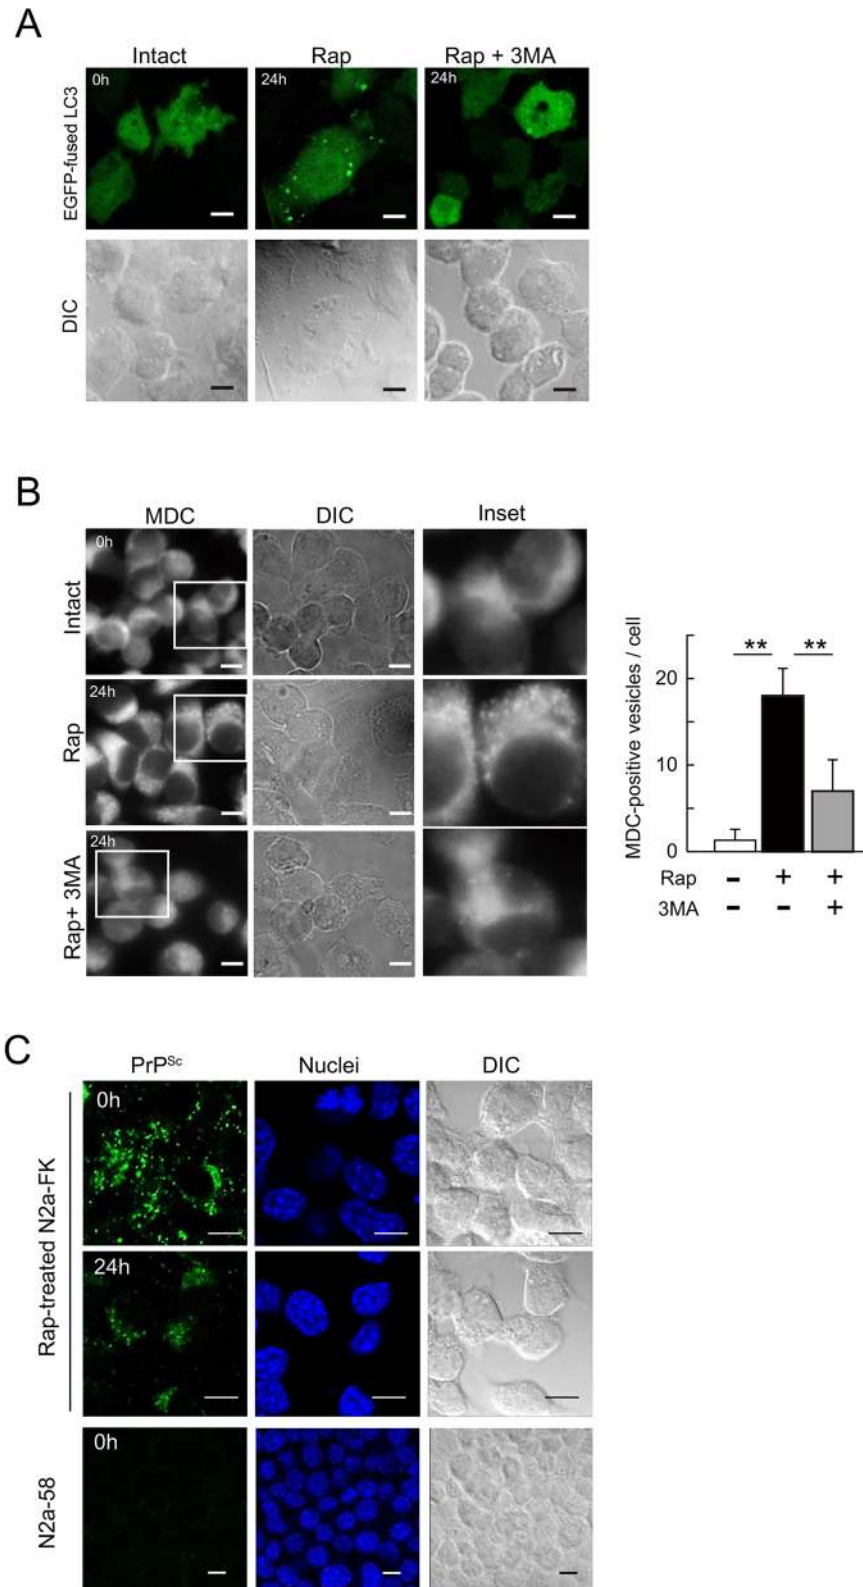 A
Intact Rap Rap + 3MA
EGFP-fused LC3
0h 24h 24h
DIC
B
MDC DIC Inset
Intact
0h
Rap
24h
Rap+ 3MA
24h
MDC-positive vesicles / cell
** **
20
10
0
Rap - + +
3MA - - +
C
PrPSc Nuclei DIC
Rap-treated N2a-FK
0h
24h
N2a-58
0h